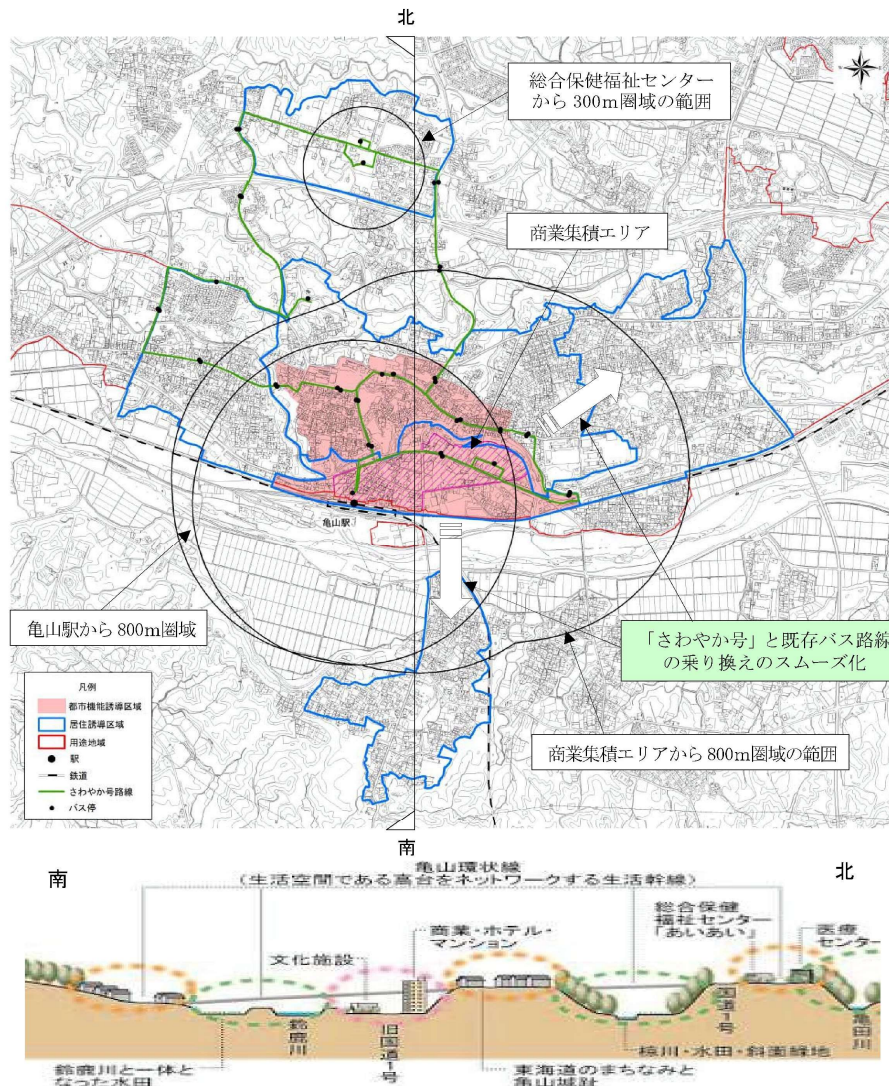 北
総合保健福祉センター
から 300m圏域の範囲
商業集積エリア
亀山駅
亀山駅から 800m圏域
「さわやか号」と既存バス路線
の乗り換えのスムーズ化
商業集積エリアから 800m圏域の範囲
凡例
都市機能誘導区域
居住誘導区域
用途地域
駅
鉄道
さわやか号路線
バス停
南
南
北
亀山環状線
(生活空間である高台をネットワークする生活幹線)
商業・ホテル・
マンション
文化施設
総合保健
福祉センター
「あいあい」
医療
センター
鈴鹿川
旧国道1号
国道1号
亀田川
鈴鹿川と一体と
なった水田
東海道のまちなみと
亀山城趾
椋川・水田・斜面緑地